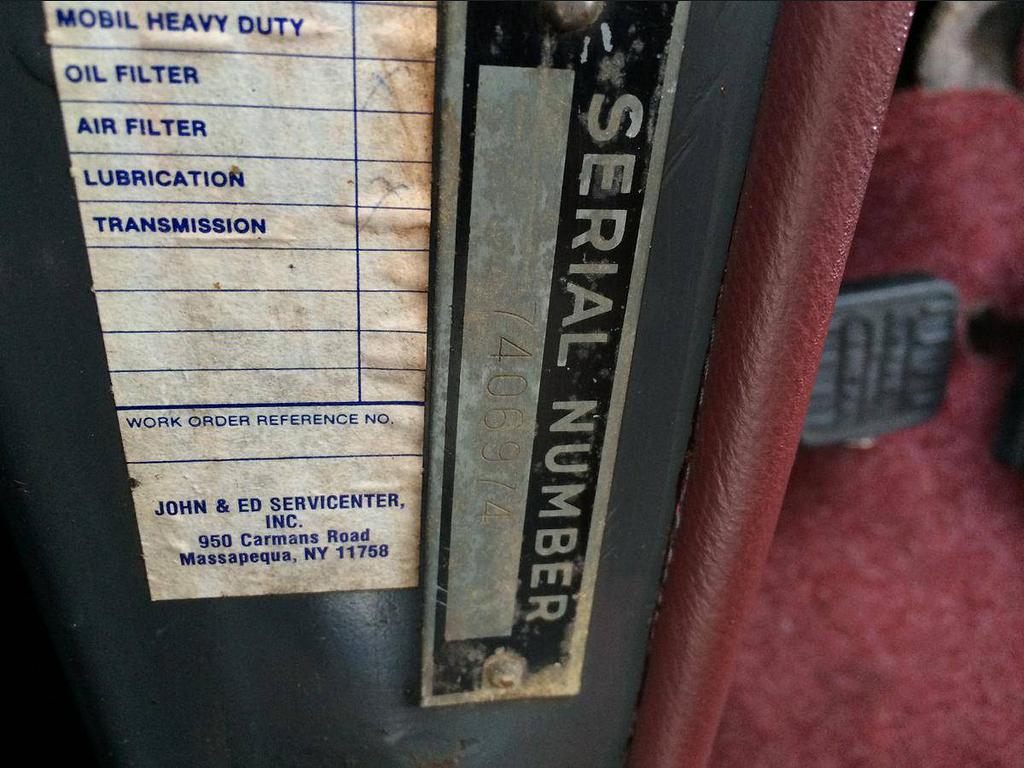 MOBIL HEAVY DUTY
OIL FILTER
AIR FILTER
LUBRICATION
TRANSMISSION
WORK ORDER REFERENCE NO.
JOHN & ED SERVICENTER,
INC.
950 Carmans Road
Massapequa, NY 11758
SERIAL NUMBER
7406974